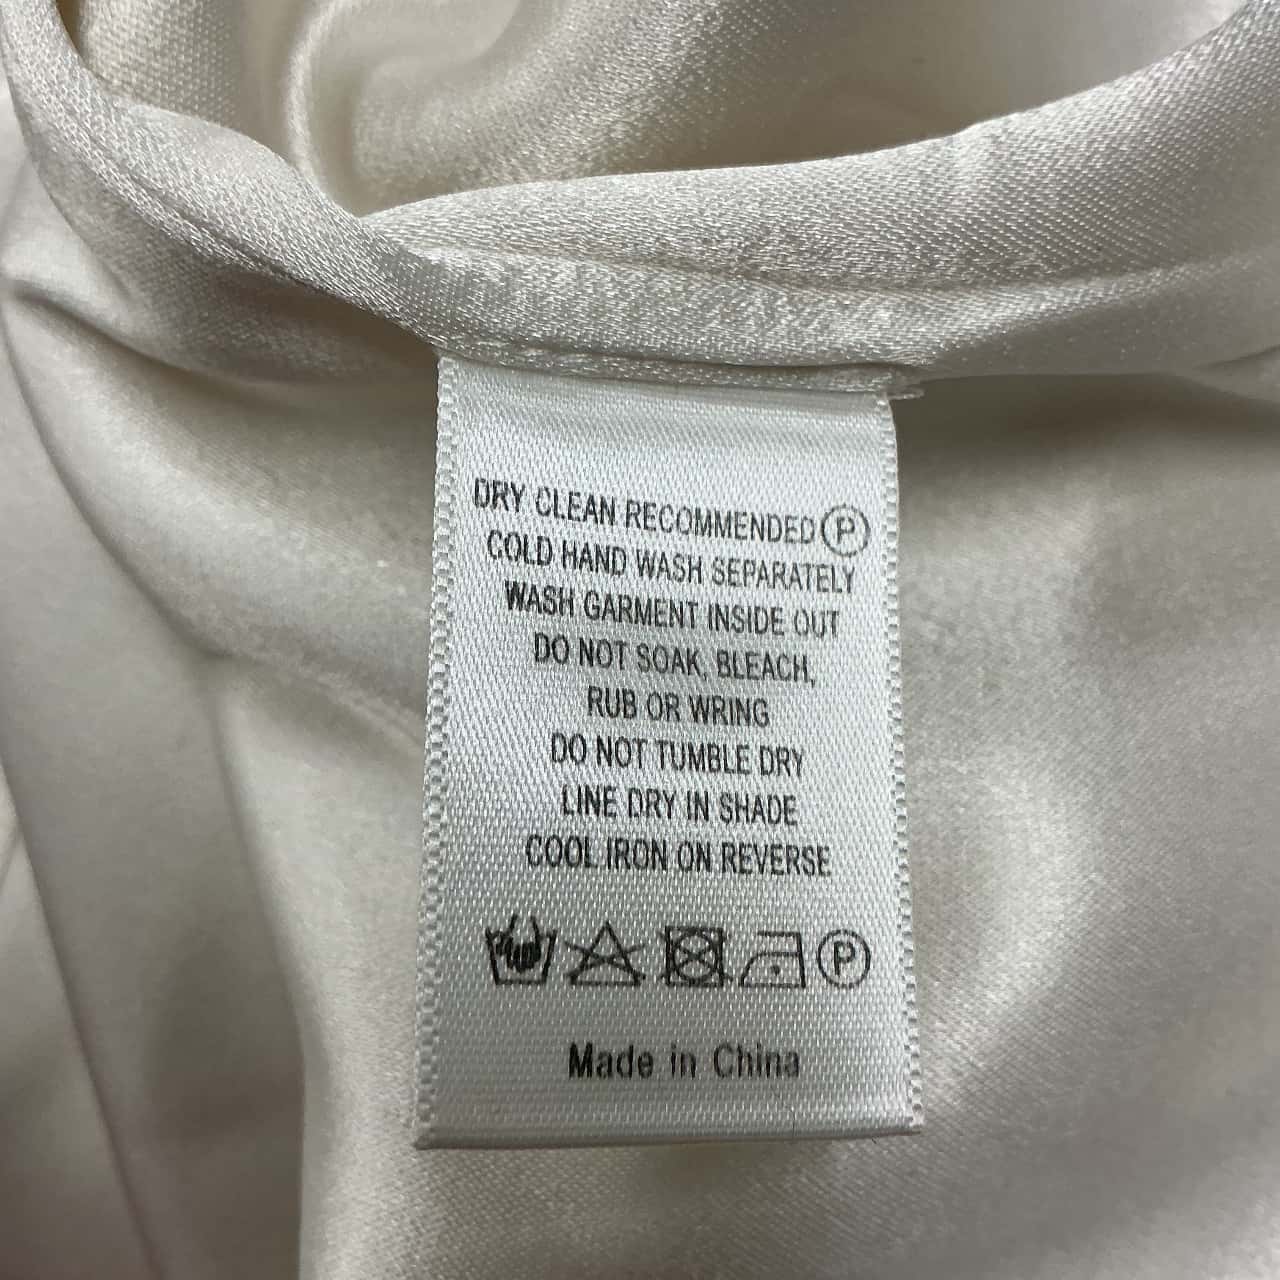 DRY CLEAN RECOMMENDED Ⓟ
COLD HAND WASH SEPARATELY
WASH GARMENT INSIDE OUT
DO NOT SOAK, BLEACH,
RUB OR WRING
DO NOT TUMBLE DRY
LINE DRY IN SHADE
COOL IRON ON REVERSE
Ⓟ
Made in China